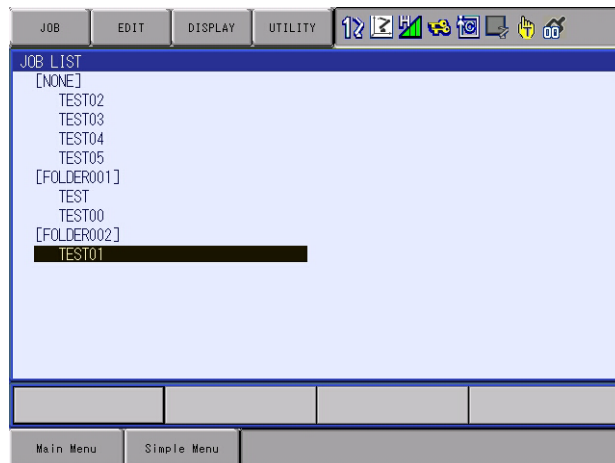 JOB EDIT DISPLAY UTILITY
JOB LIST
[NONE]
TEST02
TEST03
TEST04
TEST05
[FOLDER001]
TEST
TEST00
[FOLDER002]
TEST01
Main Menu Simple Menu